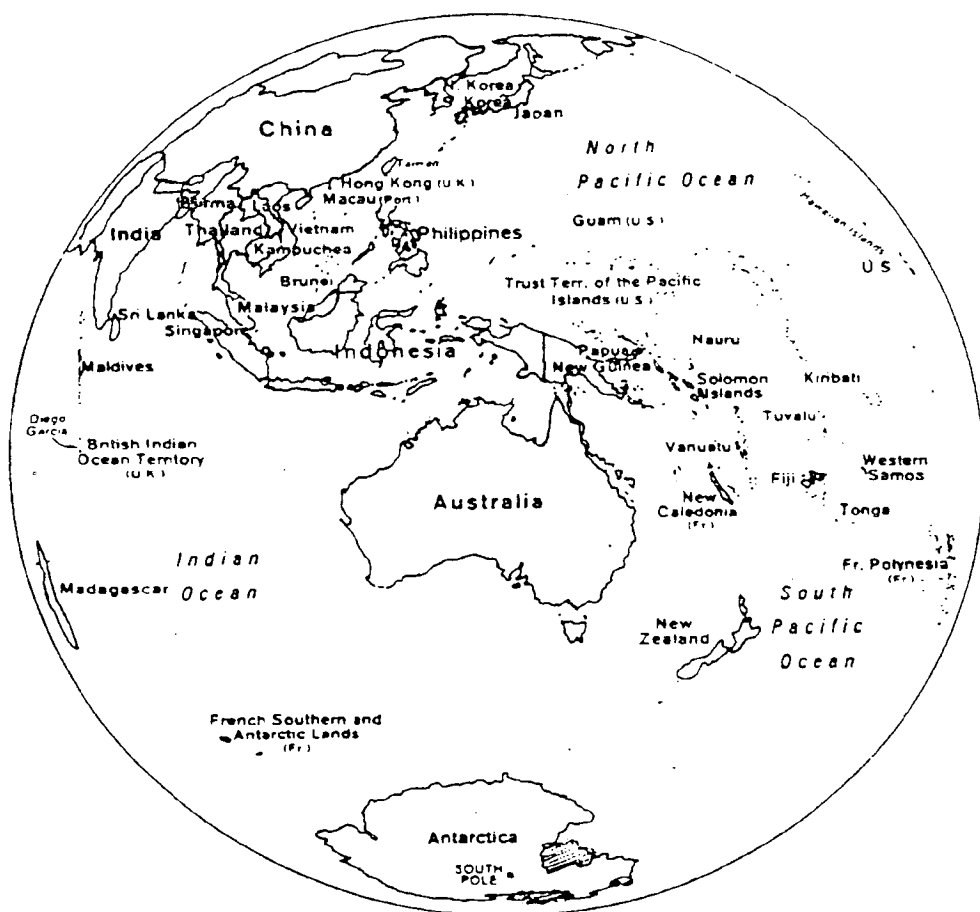 N. Korea
S. Korea
Japan
China
Taiwan
North
Pacific Ocean
Hong Kong (U.K.)
Macau (Port.)
Hawaiian Islands
Burma
Laos
Guam (U.S.)
India
Thailand
Vietnam
Philippines
Kampuchea
U S
Brunei
Trust Terr. of the Pacific
Islands (U.S.)
Malaysia
Sri Lanka
Singapore
Indonesia
Nauru
Papua
New Guinea
Maldives
Solomon
Islands
Kiribati
Diego
Garcia
Tuvalu
British Indian
Ocean Territory
(U.K.)
Vanuatu
Western
Samos
Fiji
Australia
New
Caledonia
(Fr.)
Tonga
Indian
Ocean
Fr. Polynesia
(Fr.)
Madagascar
South
Pacific
Ocean
New
Zealand
French Southern and
Antarctic Lands
(Fr.)
Antarctica
SOUTH
POLE